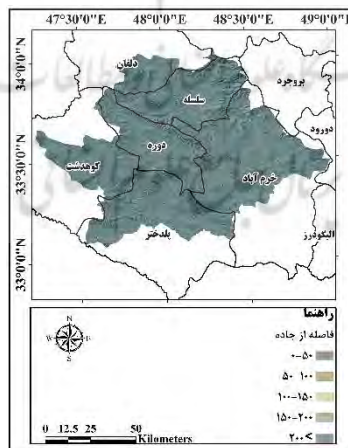 47°30'0"E 48°0'0"E 48°30'0"E 49°0'0"E
34°0'0"N
33°30'0"N
33°0'0"N
دلفان
سلسله
بروجرد
دورود
دوره
کوهدشت
خرم آباد
الیگودرز
پلدختر
راهنما
فاصله از جاده
۰-۵۰
۵۰-۱۰۰
۱۰۰-۱۵۰
۱۵۰-۲۰۰
۲۰۰>
N
W E
S
0 12.5 25 50
Kilometers